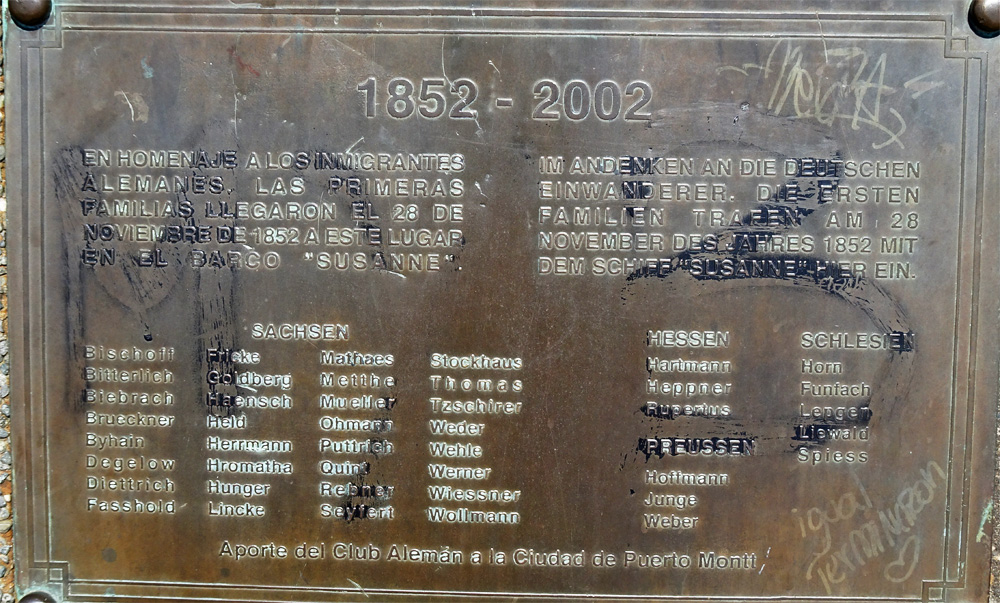 1852 - 2002
EN HOMENAJE A LOS INMIGRANTES
ALEMANES. LAS PRIMERAS
FAMILIAS LLEGARON EL 28 DE
NOVIEMBRE DE 1852 A ESTE LUGAR
EN EL BARCO "SUSANNE".
IM ANDENKEN AN DIE DEUTSCHEN
EINWANDERER. DIE ERSTEN
FAMILIEN TRAFEN AM 28
NOVEMBER DES JAHRES 1852 MIT
DEM SCHIFF "SUSANNE" HIER EIN.
SACHSEN
Bischoff Fricke Mathaes Stockhaus
Bitterlich Goldberg Metthe Thomas
Biebrach Haensch Mueller Tzschirer
Brueckner Held Ohmann Weder
Byhain Herrmann Puttrich Wehle
Degelow Hromatha Quint Werner
Diettrich Hunger Rebner Wiessner
Fasshold Lincke Seyffert Wollmann
HESSEN
Hartmann
Heppner
Rupertus
PREUSSEN
Hoffmann
Junge
Weber
SCHLESIEN
Horn
Funfach
Lenger
Liewald
Spiess
Aporte del Club Alemán a la Ciudad de Puerto Montt
igual